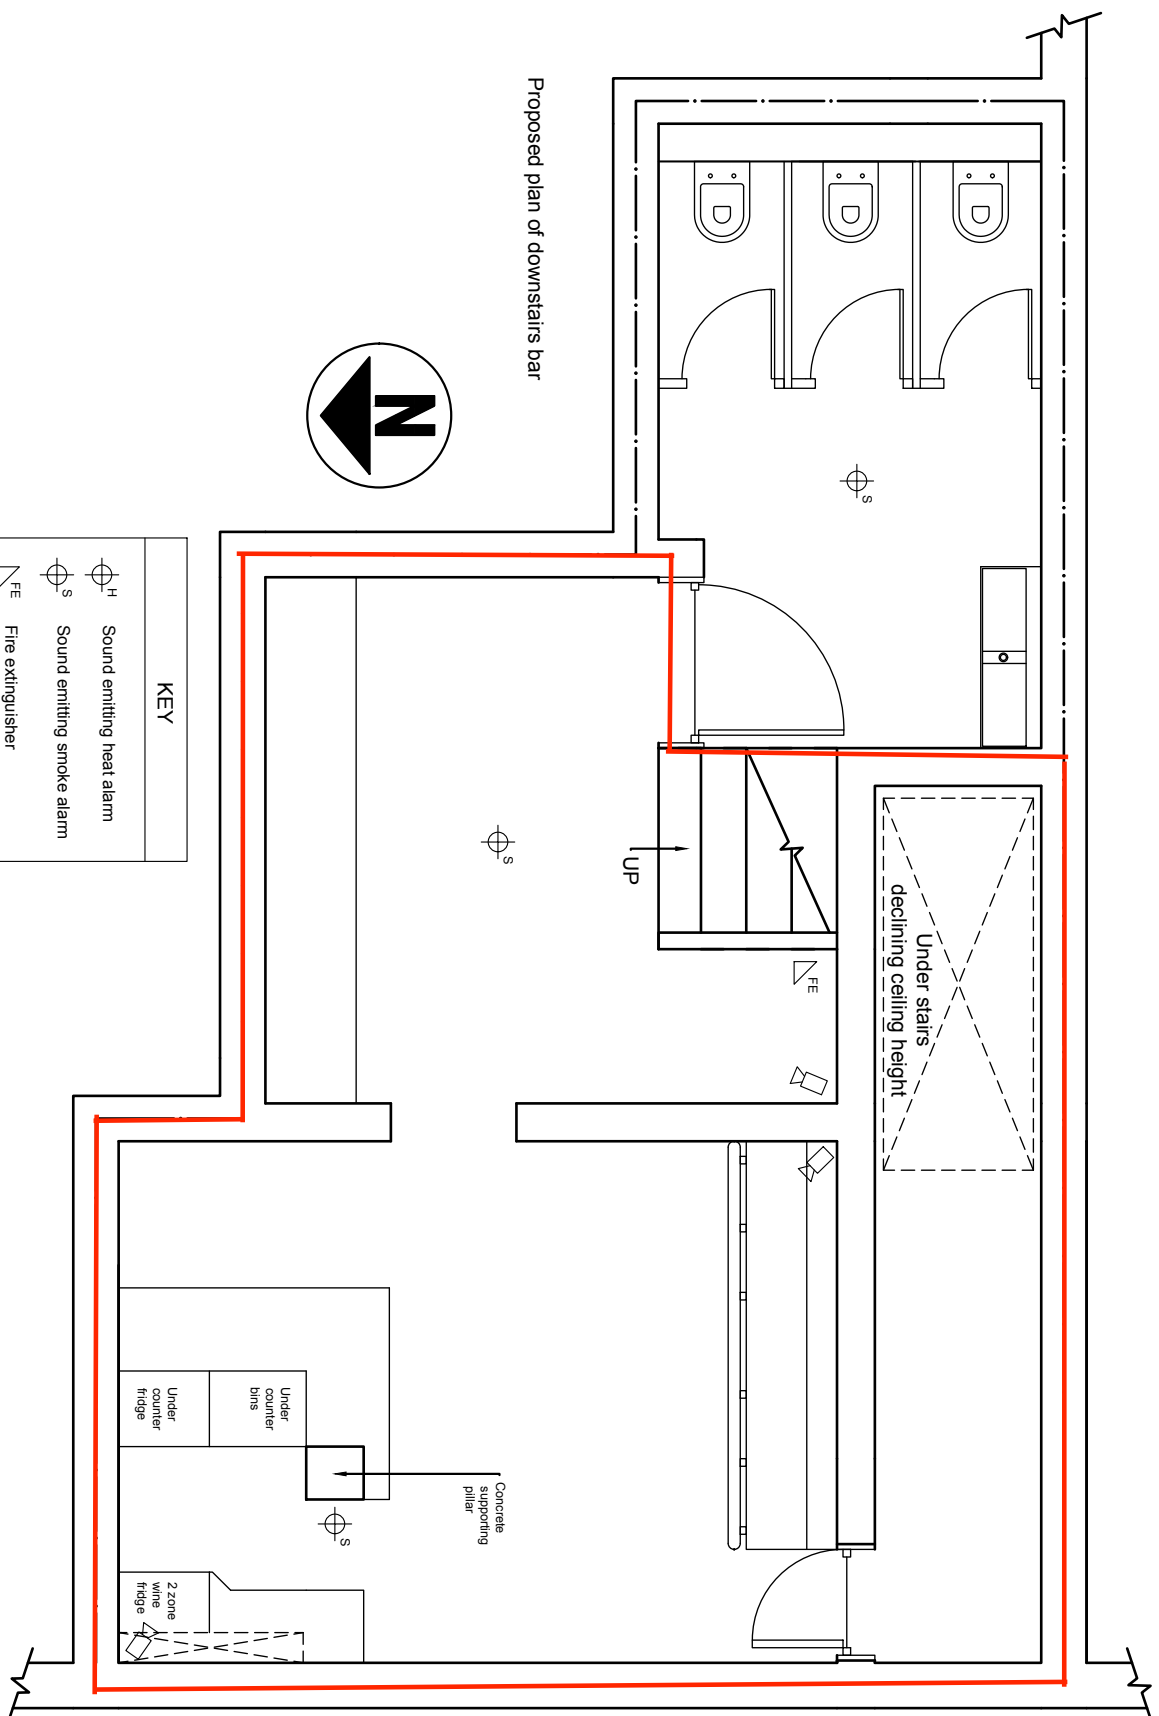 Proposed plan of downstairs bar
N
KEY
H
Sound emitting heat alarm
S
Sound emitting smoke alarm
FE
Fire extinguisher
S
S
UP
FE
Under stairs
declining ceiling height
Under
counter
fridge
Under
counter
bins
Concrete
supporting
pillar
S
2 zone
wine
fridge